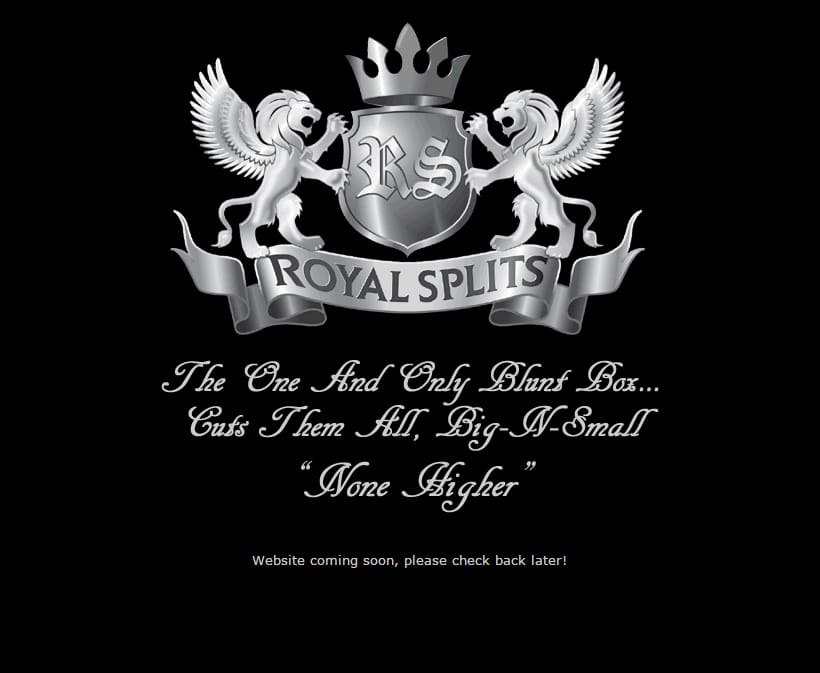 RS
ROYAL SPLITS
The One And Only Blunt Box...
Cuts Them All, Big-N-Small
“None Higher”
Website coming soon, please check back later!